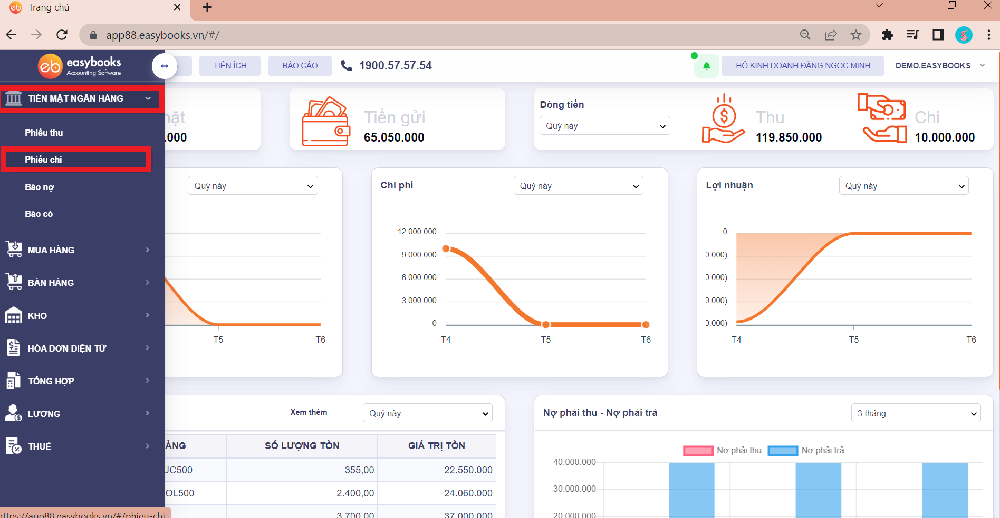 Trang chủ
app88.easybooks.vn/#/
eb easybooks
Accounting Software
TIỆN ÍCH
BÁO CÁO
1900.57.57.54
HỘ KINH DOANH ĐẶNG NGỌC MINH
DEMO.EASYBOOKS
TIỀN MẶT NGÂN HÀNG
Phiếu thu
Phiếu chi
Báo nợ
Báo có
MUA HÀNG
BÁN HÀNG
KHO
HÓA ĐƠN ĐIỆN TỬ
TỔNG HỢP
LƯƠNG
THUẾ
https://app88.easybooks.vn/#/phieu-chi
mặt
.000
Tiền gửi
65.050.000
Dòng tiền
Quý này
Thu
119.850.000
Chi
10.000.000
Quý này
T5
T6
Chi phí
Quý này
12.000.000
9.000.000
6.000.000
3.000.000
0
T4
T5
T6
Lợi nhuận
Quý này
0
0.000)
0.000)
0.000)
0.000)
T4
T5
T6
Xem thêm
Quý này
ÀNG
SỐ LƯỢNG TỒN
GIÁ TRỊ TỒN
UC500
355,00
22.550.000
OL500
2.400,00
24.060.000
3.700,00
37.000.000
Nợ phải thu - Nợ phải trả
3 tháng
Nợ phải thu
Nợ phải trả
40.000.000
30.000.000
20.000.000